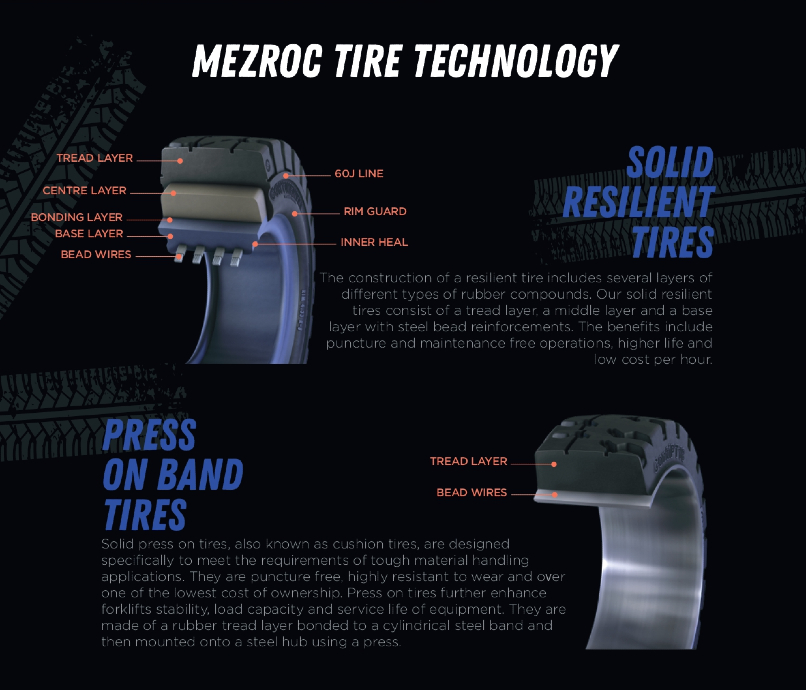 MEZROC TIRE TECHNOLOGY
TREAD LAYER
CENTRE LAYER
BONDING LAYER
BASE LAYER
BEAD WIRES
60J LINE
RIM GUARD
INNER HEAL
SOLID
RESILIENT
TIRES
The construction of a resilient tire includes several layers of
different types of rubber compounds. Our solid resilient
tires consist of a tread layer, a middle layer and a base
layer with steel bead reinforcements. The benefits include
puncture and maintenance free operations, higher life and
low cost per hour.
PRESS
ON BAND
TIRES
Solid press on tires, also known as cushion tires, are designed
specifically to meet the requirements of tough material handling
applications. They are puncture free, highly resistant to wear and over
one of the lowest cost of ownership. Press on tires further enhance
forklifts stability, load capacity and service life of equipment. They are
made of a rubber tread layer bonded to a cylindrical steel band and
then mounted onto a steel hub using a press.
TREAD LAYER
BEAD WIRES